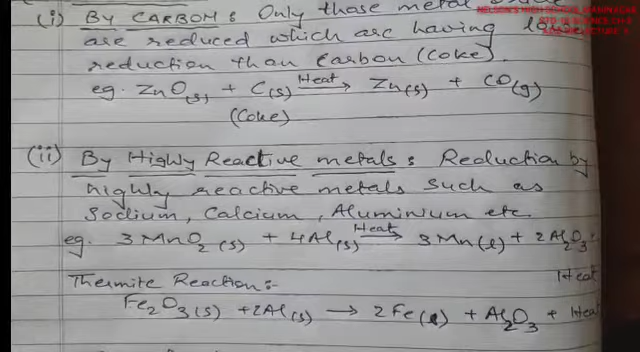 (i) BY CARBON: Only those metal
are reduced which are having
reduction than Carbon (Coke).
eg. ZnO(s) + C(s) Heat→ Zn(s) + CO(g)
(Coke)
(ii) By Highly Reactive metals: Reduction by
highly reactive metals such as
Sodium, Calcium, Aluminium etc.
eg. 3MnO2(s) + 4Al(s) Heat→ 3Mn(l) + 2Al2O3 +
Heat
Thermite Reaction:-
Fe2O3(s) + 2Al(s) → 2Fe(l) + Al2O3 + Heat